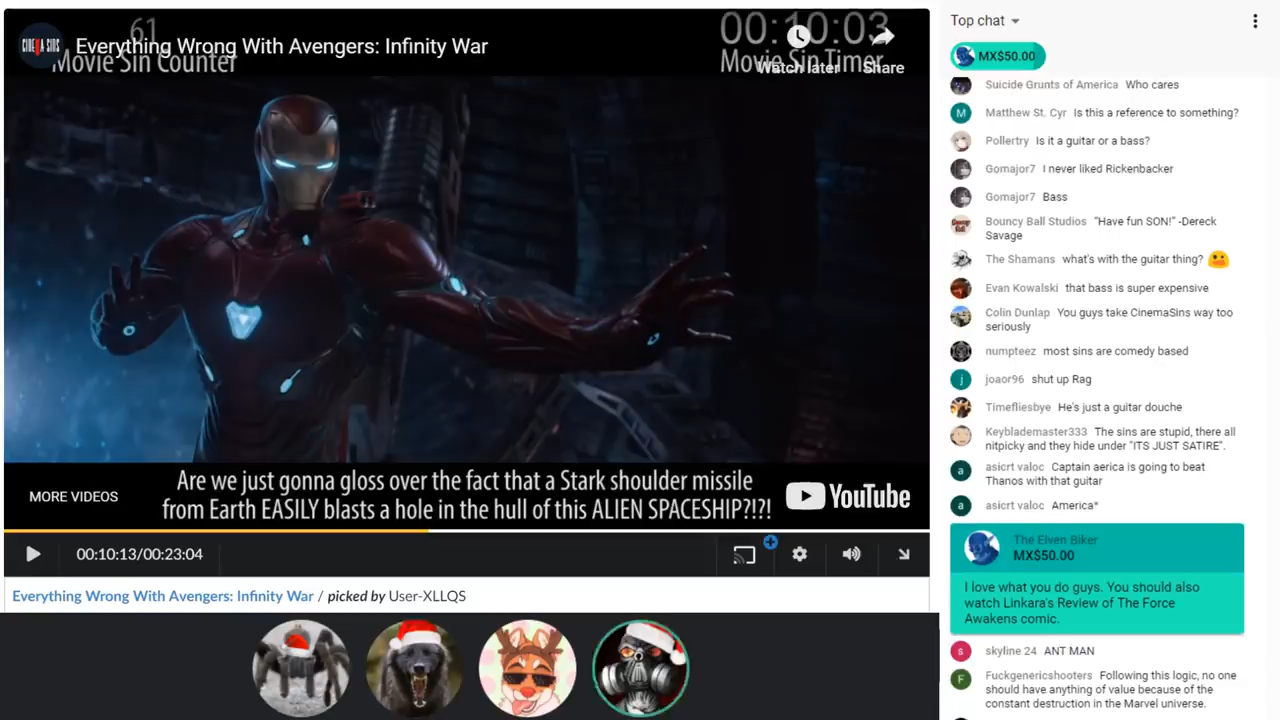 CINEMA SINS
61
Everything Wrong With Avengers: Infinity War
Movie Sin Counter
00:10:03
Movie Sin Timer
Watch later
Share
Are we just gonna gloss over the fact that a Stark shoulder missile
from Earth EASILY blasts a hole in the hull of this ALIEN SPACESHIP?!?!
MORE VIDEOS
YouTube
00:10:13/00:23:04
Everything Wrong With Avengers: Infinity War / picked by User-XLLQS
Top chat
MX$50.00
Suicide Grunts of America Who cares
M
Matthew St. Cyr Is this a reference to something?
Pollertry Is it a guitar or a bass?
Gomajor7 I never liked Rickenbacker
Gomajor7 Bass
Bouncy Ball Studios "Have fun SON!" -Dereck
Savage
The Shamans what's with the guitar thing?
Evan Kowalski that bass is super expensive
Colin Dunlap You guys take CinemaSins way too
seriously
numpteez most sins are comedy based
j
joaor96 shut up Rag
Timefliesbye He's just a guitar douche
Keyblademaster333 The sins are stupid, there all
nitpicky and they hide under "ITS JUST SATIRE".
a
asicrt valoc Captain aerica is going to beat
Thanos with that guitar
a
asicrt valoc America*
The Elven Biker
MX$50.00
I love what you do guys. You should also
watch Linkara's Review of The Force
Awakens comic.
s
skyline 24 ANT MAN
F
Fuckgenericshooters Following this logic, no one
should have anything of value because of the
constant destruction in the Marvel universe.